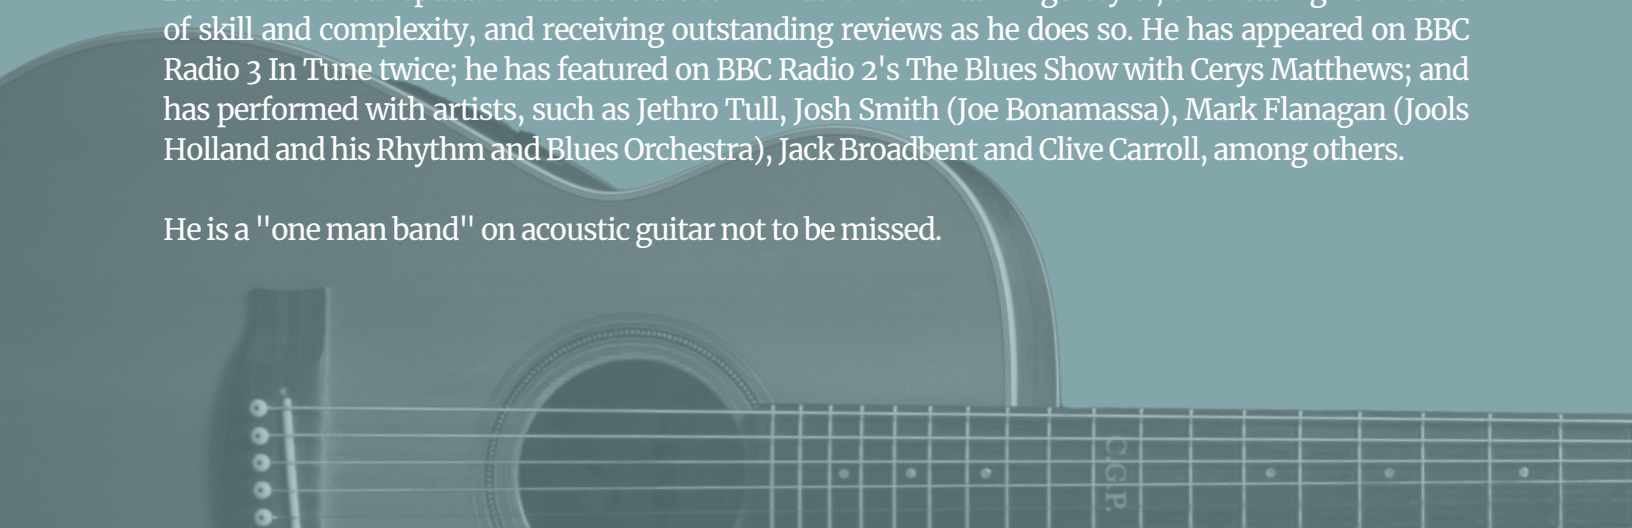 of skill and complexity, and receiving outstanding reviews as he does so. He has appeared on BBC
Radio 3 In Tune twice; he has featured on BBC Radio 2's The Blues Show with Cerys Matthews; and
has performed with artists, such as Jethro Tull, Josh Smith (Joe Bonamassa), Mark Flanagan (Jools
Holland and his Rhythm and Blues Orchestra), Jack Broadbent and Clive Carroll, among others.
He is a "one man band" on acoustic guitar not to be missed.
C.G.P.